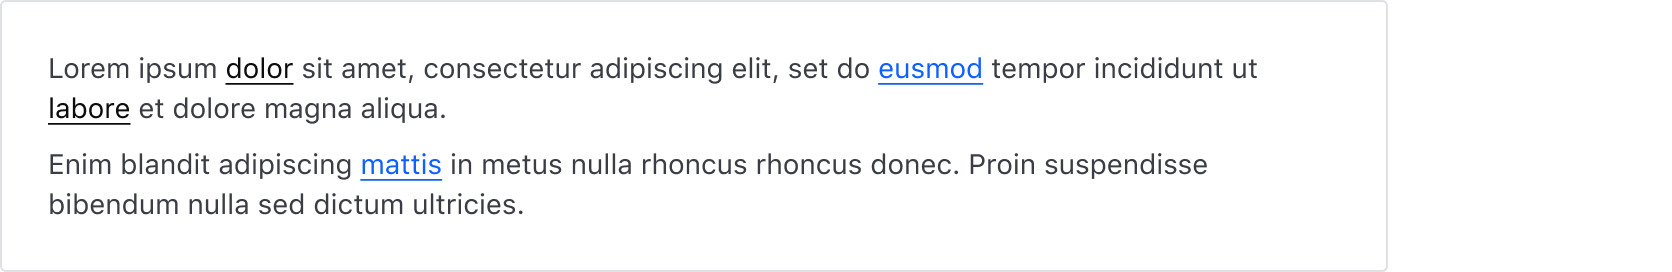 Lorem ipsum dolor sit amet, consectetur adipiscing elit, set do eusmod tempor incididunt ut
labore et dolore magna aliqua.
Enim blandit adipiscing mattis in metus nulla rhoncus rhoncus donec. Proin suspendisse
bibendum nulla sed dictum ultricies.